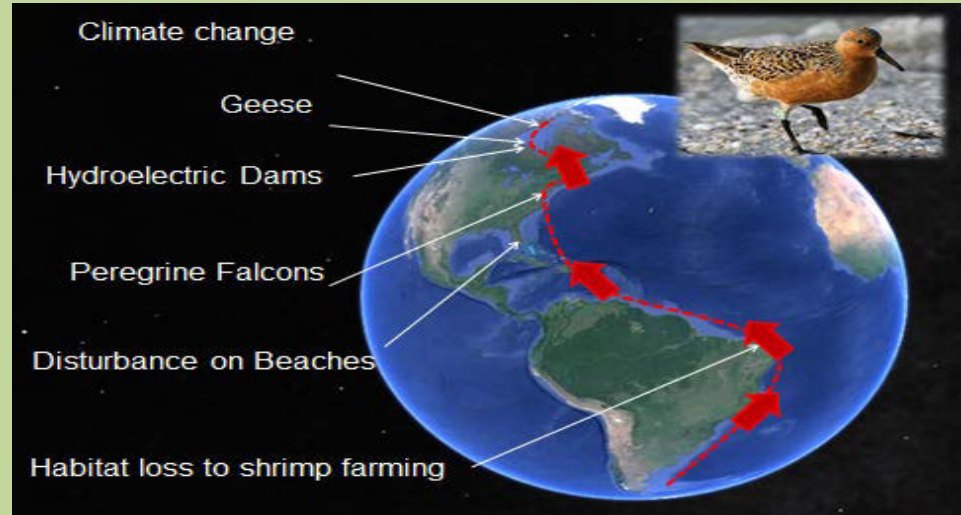 Climate change
Geese
Hydroelectric Dams
Peregrine Falcons
Disturbance on Beaches
Habitat loss to shrimp farming